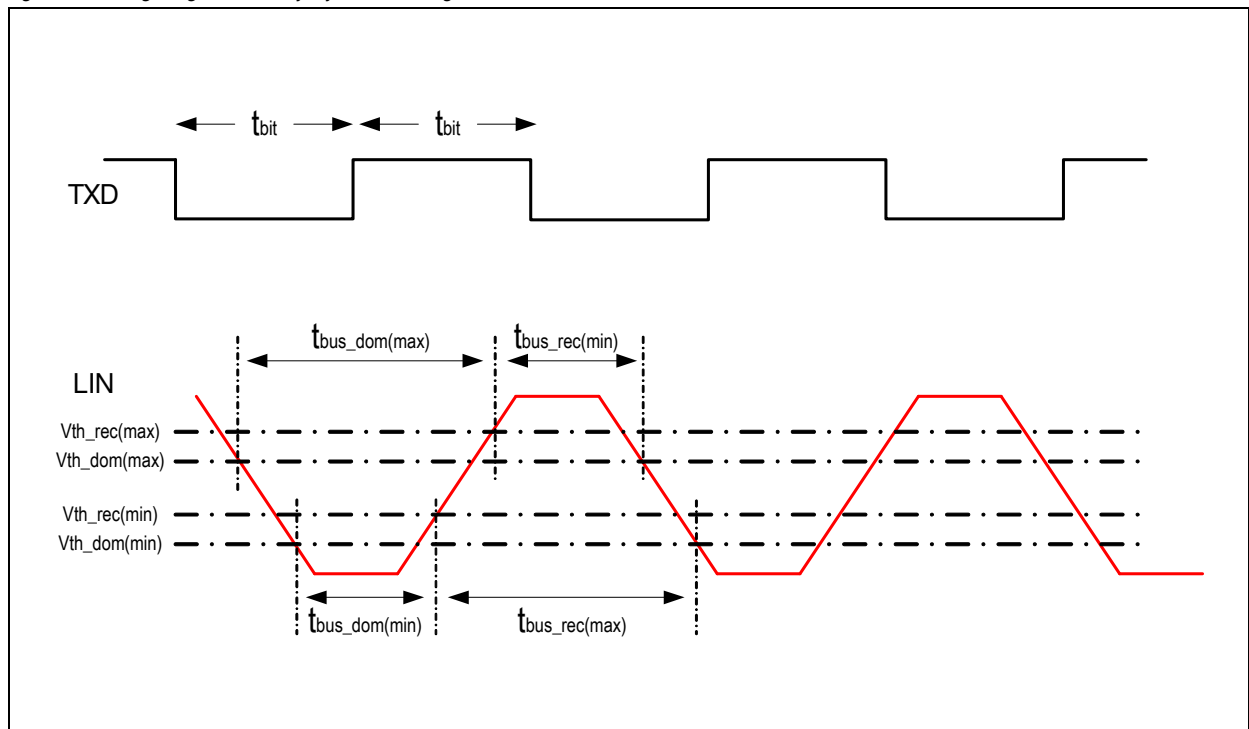 tbit tbit
TXD
tbus_dom(max) tbus_rec(min)
LIN
Vth_rec(max)
Vth_dom(max)
Vth_rec(min)
Vth_dom(min)
tbus_dom(min) tbus_rec(max)